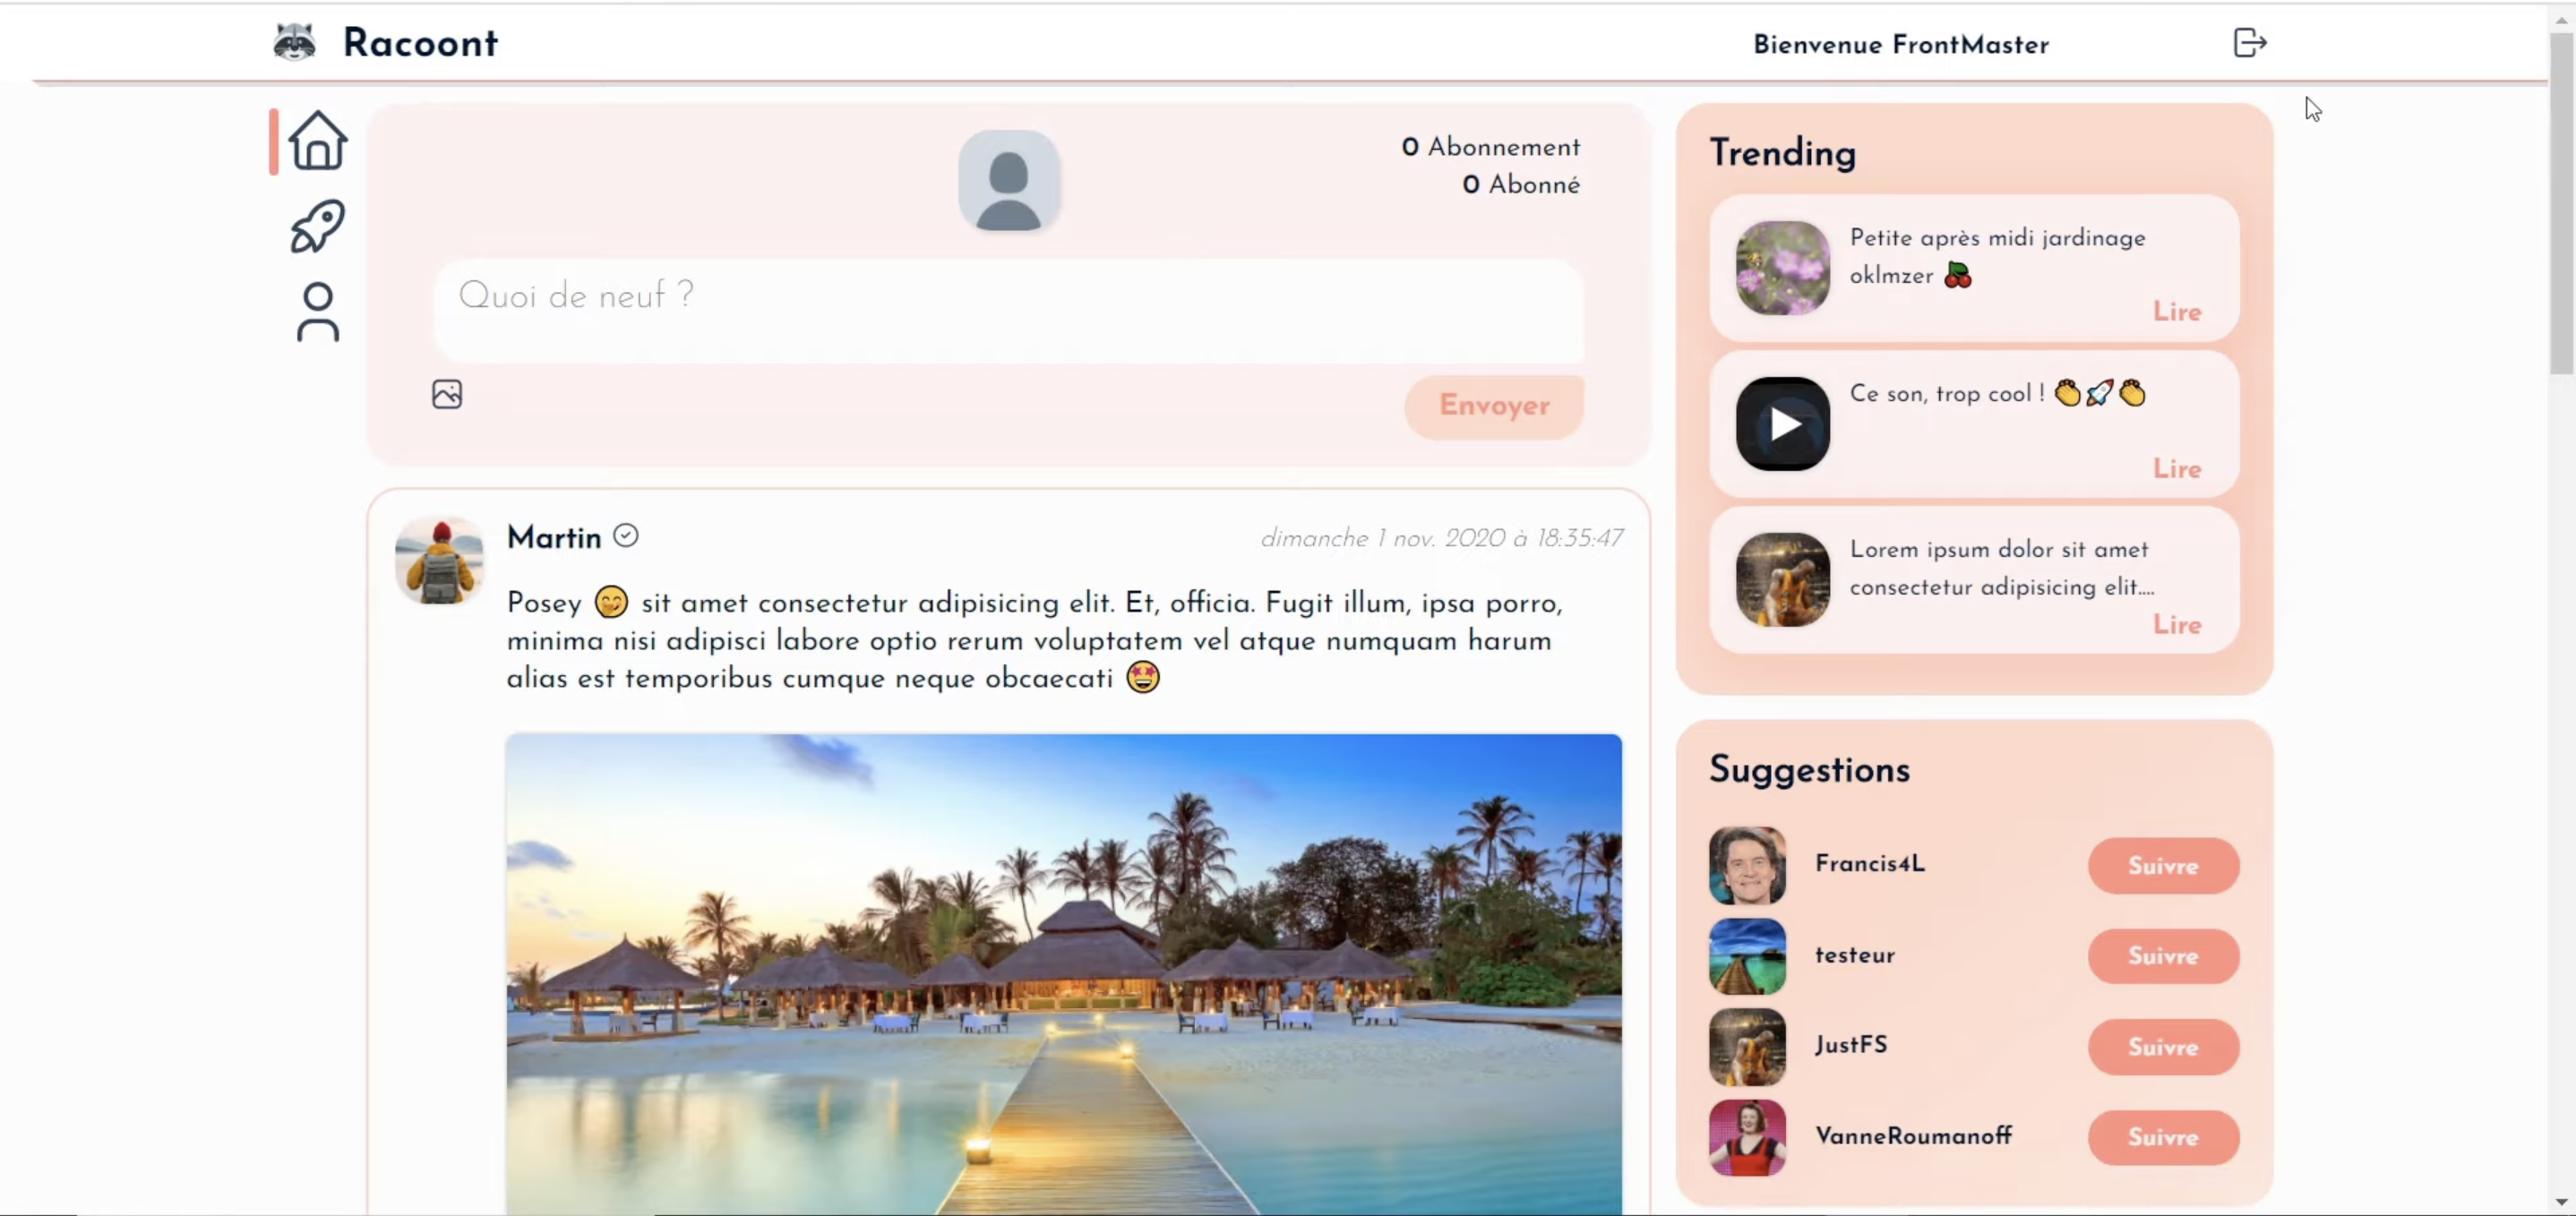 Racoont
Bienvenue FrontMaster
0 Abonnement
0 Abonné
Quoi de neuf ?
Envoyer
Martin
dimanche 1 nov. 2020 à 18:35:47
Posey 🤭 sit amet consectetur adipisicing elit. Et, officia. Fugit illum, ipsa porro,
minima nisi adipisci labore optio rerum voluptatem vel atque numquam harum
alias est temporibus cumque neque obcaecati 🤩
Trending
Petite après midi jardinage
oklmzer 🍒
Lire
Ce son, trop cool ! 👏🚀👏
Lire
Lorem ipsum dolor sit amet
consectetur adipisicing elit....
Lire
Suggestions
Francis4L
Suivre
testeur
Suivre
JustFS
Suivre
VanneRoumanoff
Suivre